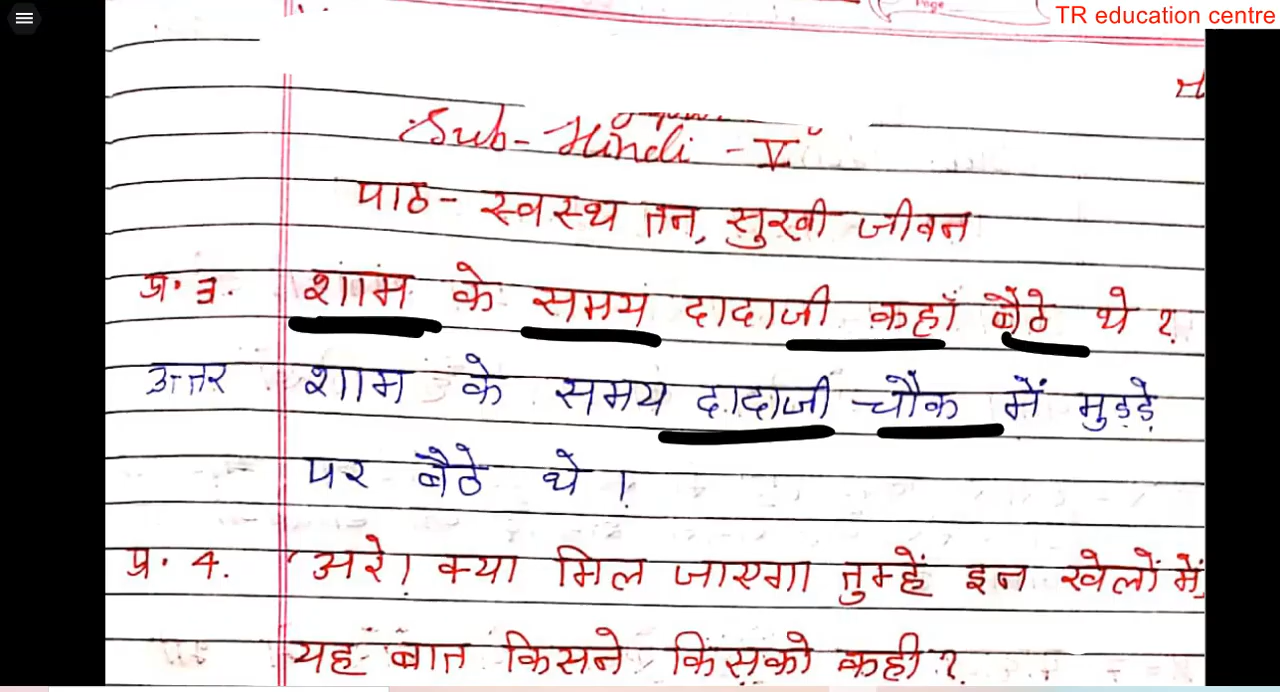 TR education centre
Page
Sub- Hindi - V
पाठ- स्वस्थ तन, सुखी जीवन
प्र. 3. शाम के समय दादाजी कहाँ बैठे थे ?
उत्तर शाम के समय दादाजी चौक में मुड्डे
पर बैठे थे ।
प्र. 4. 'अरे! क्या मिल जाएगा तुम्हें इन खेलों में,
यह बात किसने किसको कही ?